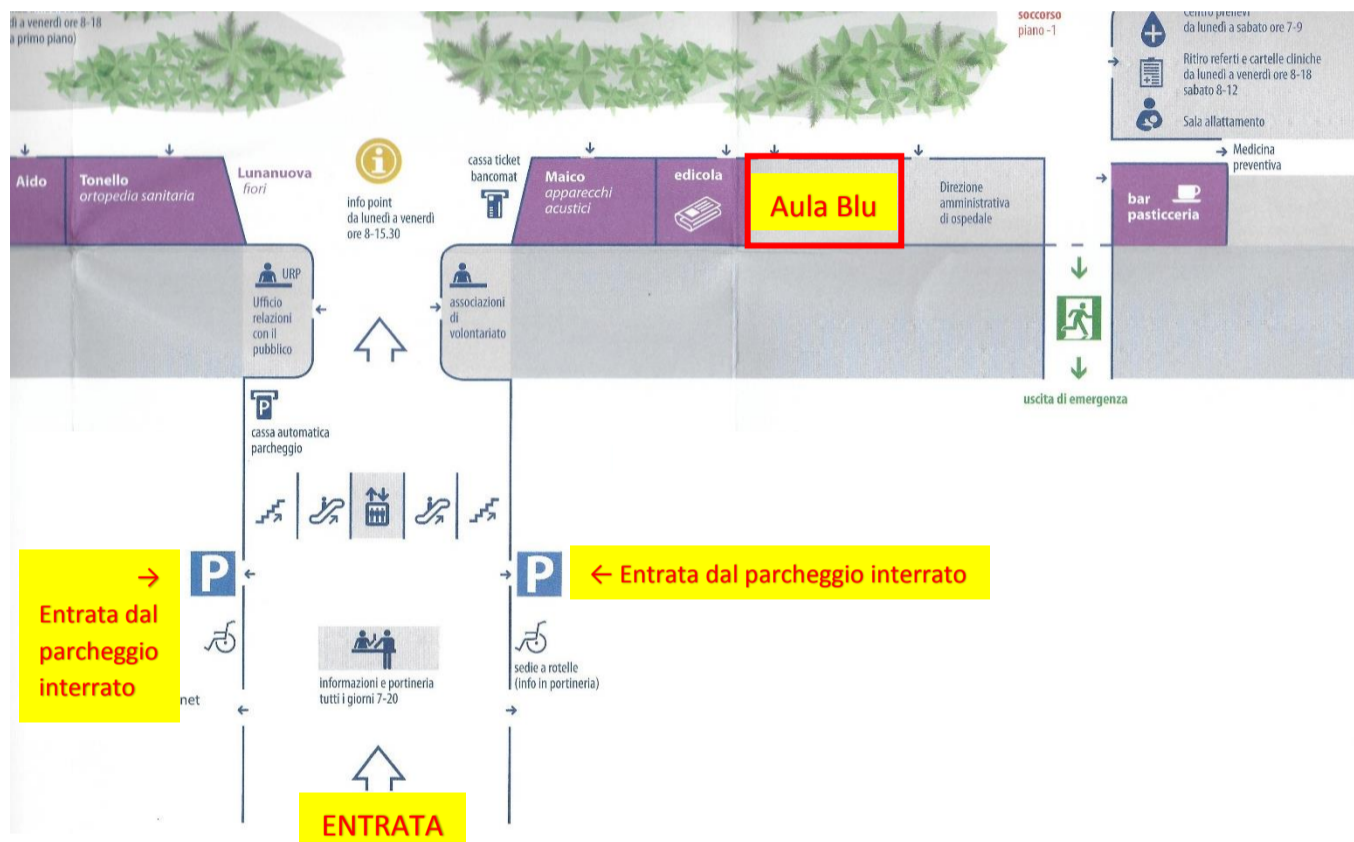 dì a venerdì ore 8-18
a primo piano)
soccorso
piano -1
Centro prelievi
da lunedì a sabato ore 7-9
Ritiro referti e cartelle cliniche
da lunedì a venerdì ore 8-18
sabato 8-12
Sala allattamento
Medicina
preventiva
Aido
Tonello
ortopedia sanitaria
Lunanuova
fiori
info point
da lunedì a venerdì
ore 8-15.30
cassa ticket
bancomat
Maico
apparecchi
acustici
edicola
Aula Blu
Direzione
amministrativa
di ospedale
bar
pasticceria
URP
Ufficio
relazioni
con il
pubblico
associazioni
di
volontariato
uscita di emergenza
P
cassa automatica
parcheggio
→
Entrata dal
parcheggio
interrato
P
P
← Entrata dal parcheggio interrato
informazioni e portineria
tutti i giorni 7-20
sedie a rotelle
(info in portineria)
net
ENTRATA